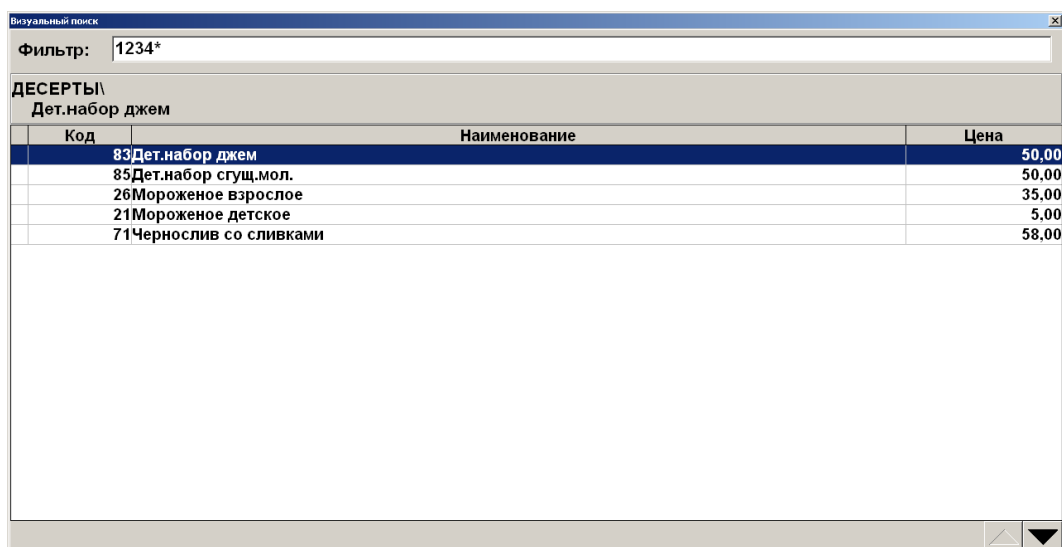 Визуальный поиск
Фильтр: 1234*
ДЕСЕРТЫ\
Дет.набор джем
Код Наименование Цена
83 Дет.набор джем 50,00
85 Дет.набор сгущ.мол. 50,00
26 Мороженое взрослое 35,00
21 Мороженое детское 5,00
71 Чернослив со сливками 58,00